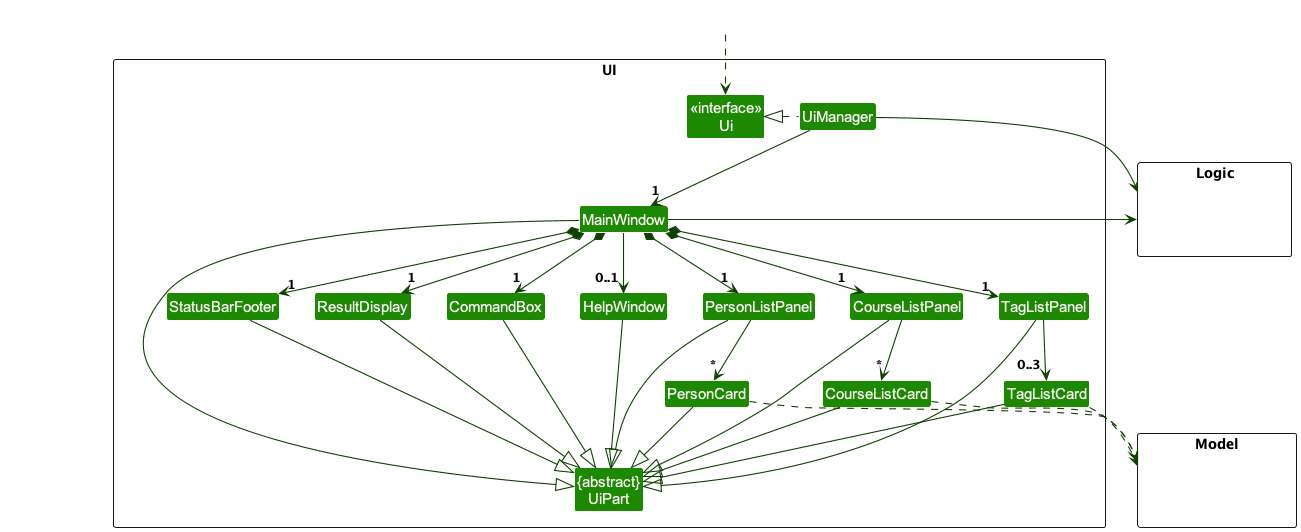 UI
«interface»
Ui
UiManager
Logic
1
MainWindow
1
1
1
0..1
1
1
1
StatusBarFooter
ResultDisplay
CommandBox
HelpWindow
PersonListPanel
CourseListPanel
TagListPanel
*
*
0..3
PersonCard
CourseListCard
TagListCard
Model
{abstract}
UiPart